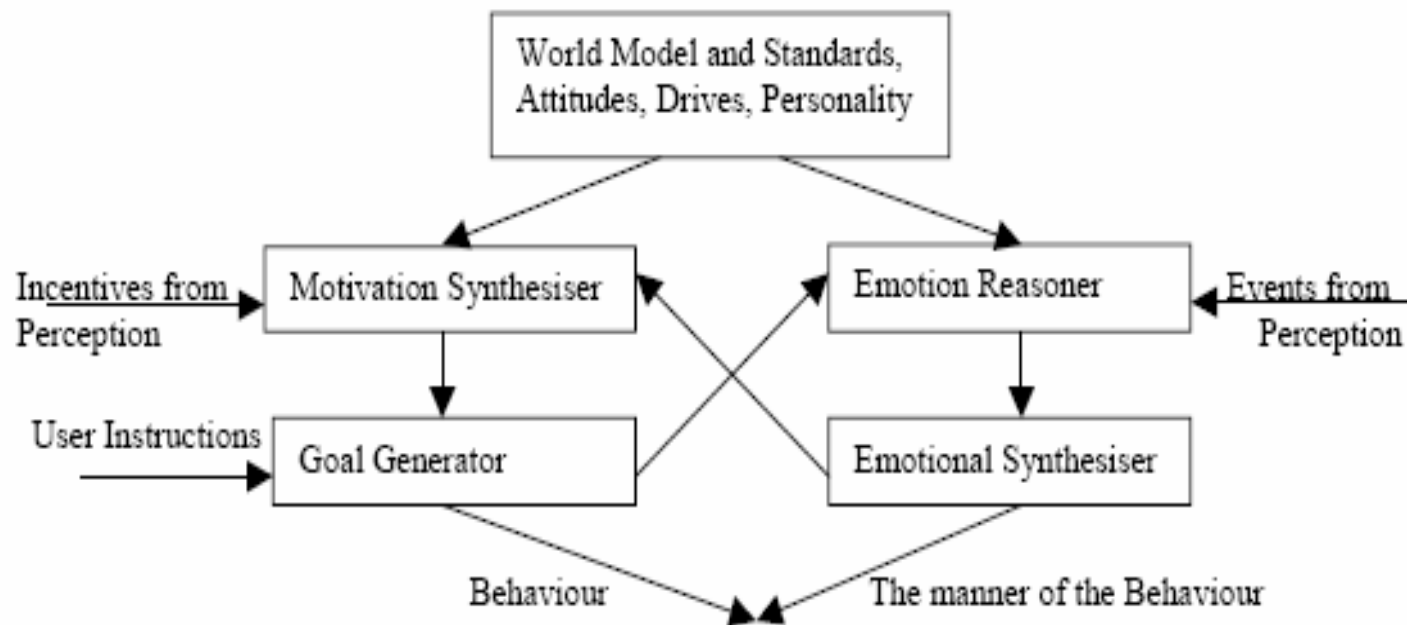 World Model and Standards,
Attitudes, Drives, Personality
Incentives from
Perception
Motivation Synthesiser
Emotion Reasoner
Events from
Perception
User Instructions
Goal Generator
Emotional Synthesiser
Behaviour
The manner of the Behaviour